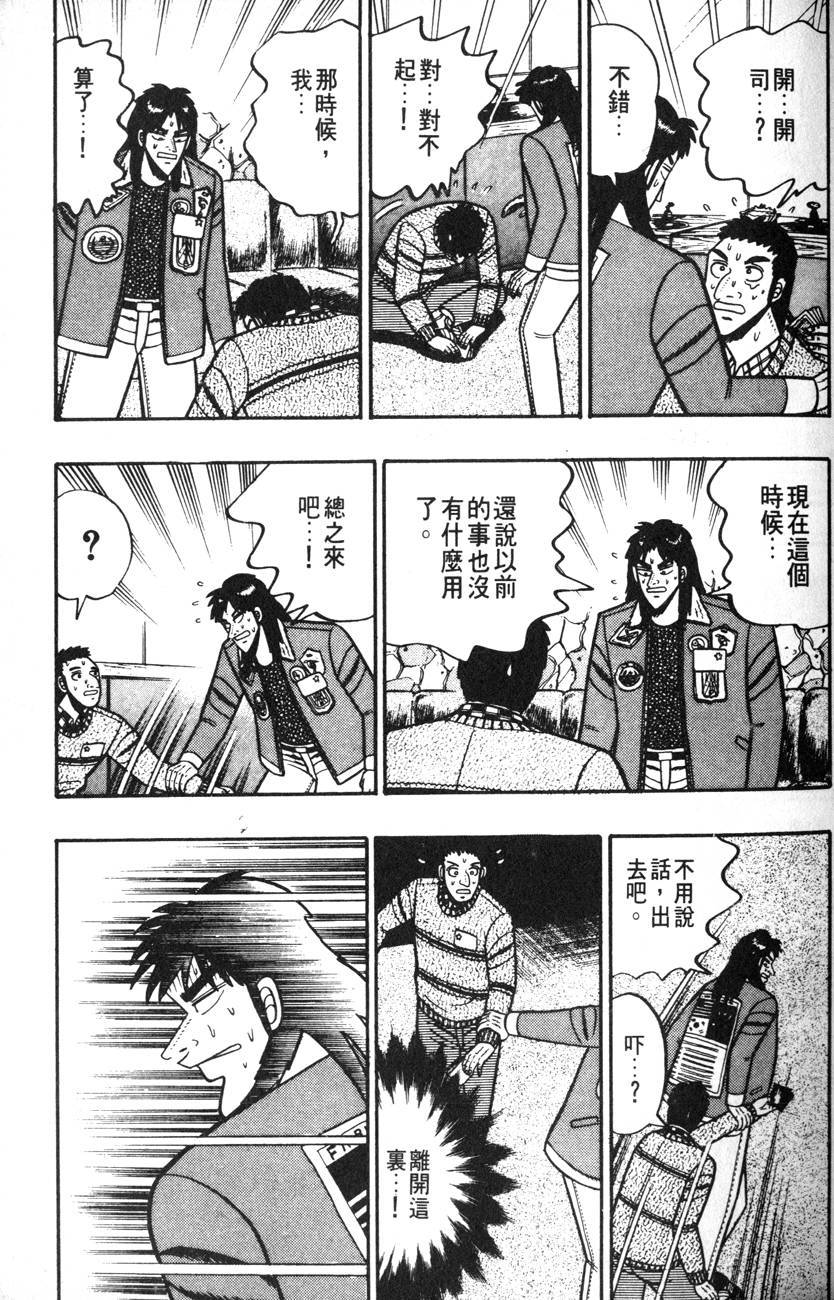 開…開
司…？
不錯…
對…對不
起…！
那時候，
我…
算了…！
現在這個
時候…
還說以前
的事也沒
有什麼用
了。
總之來
吧…！
？
不用說
話，出
去吧。
吓…？
離開這
裏…！